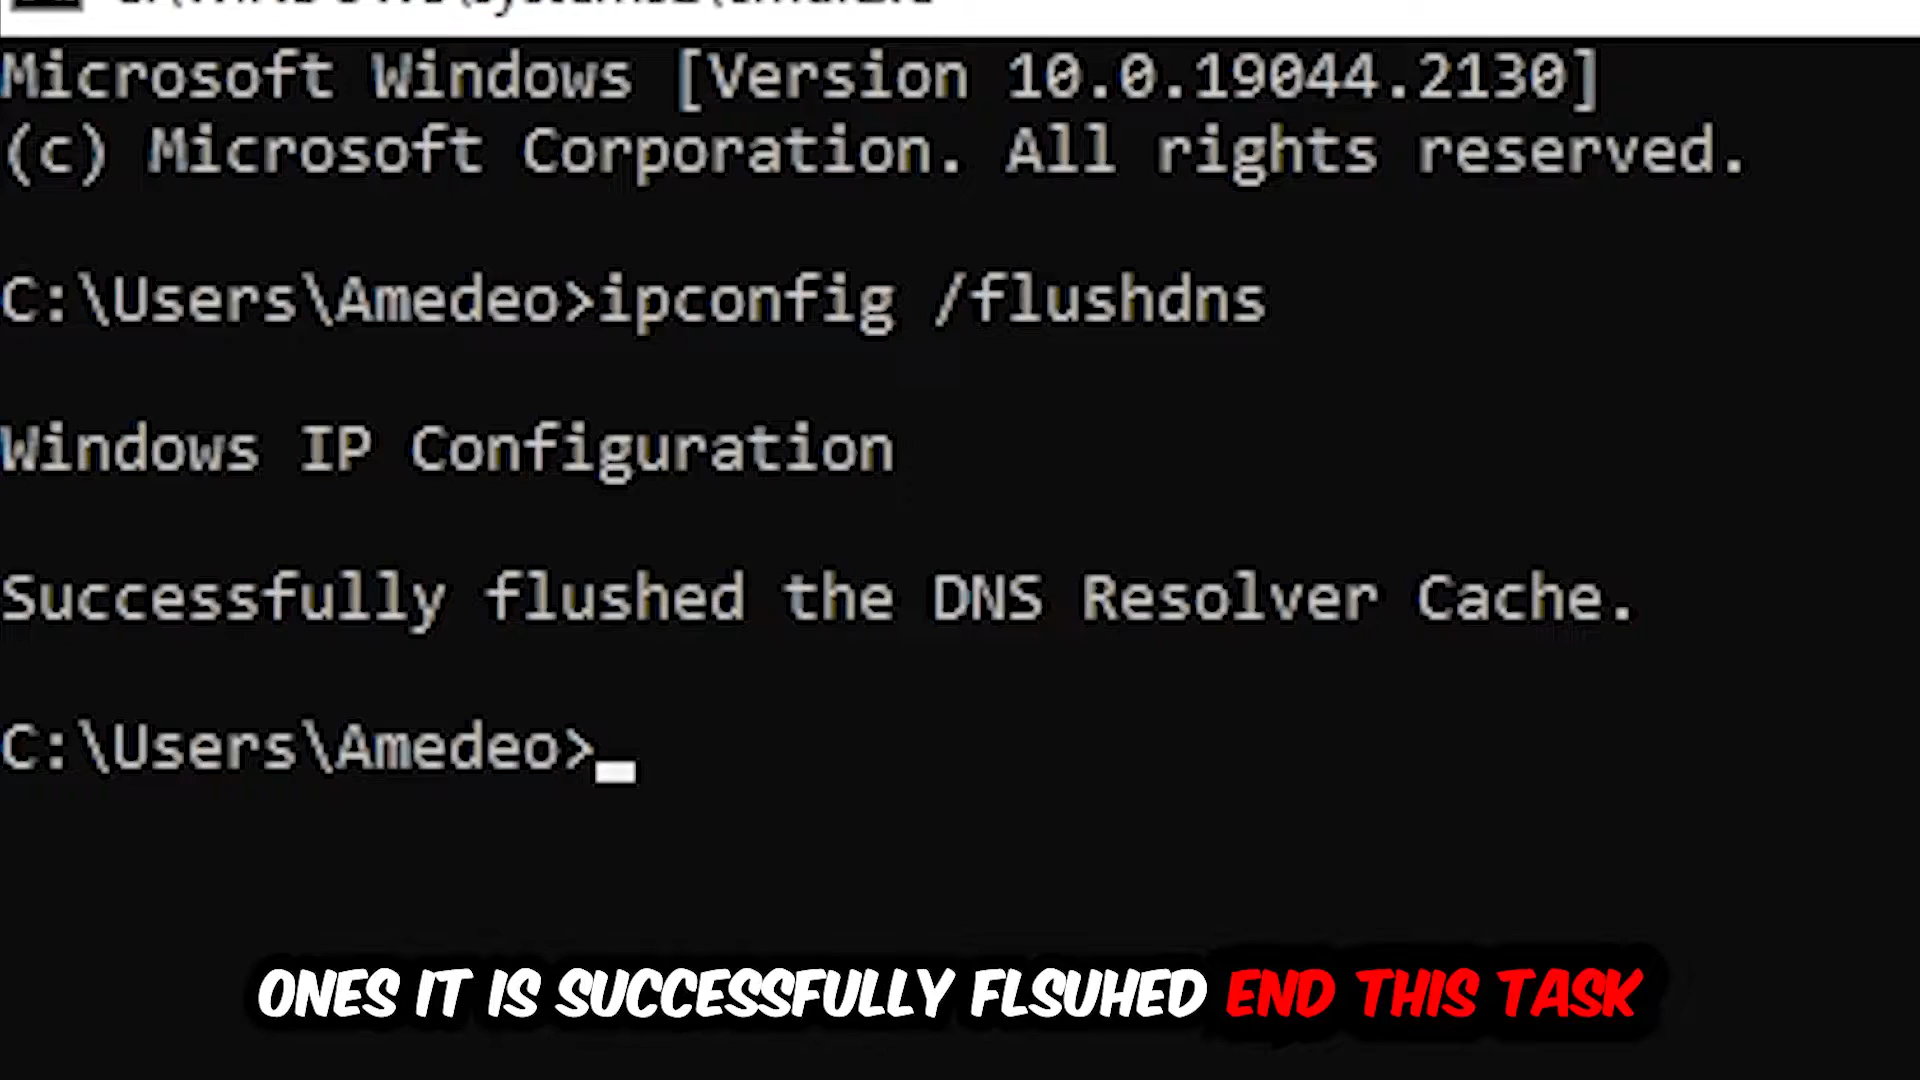 Microsoft Windows [Version 10.0.19044.2130]
(c) Microsoft Corporation. All rights reserved.
C:\Users\Amedeo>ipconfig /flushdns
Windows IP Configuration
Successfully flushed the DNS Resolver Cache.
C:\Users\Amedeo>
ONES IT IS SUCCESSFULLY FLSUHED END THIS TASK